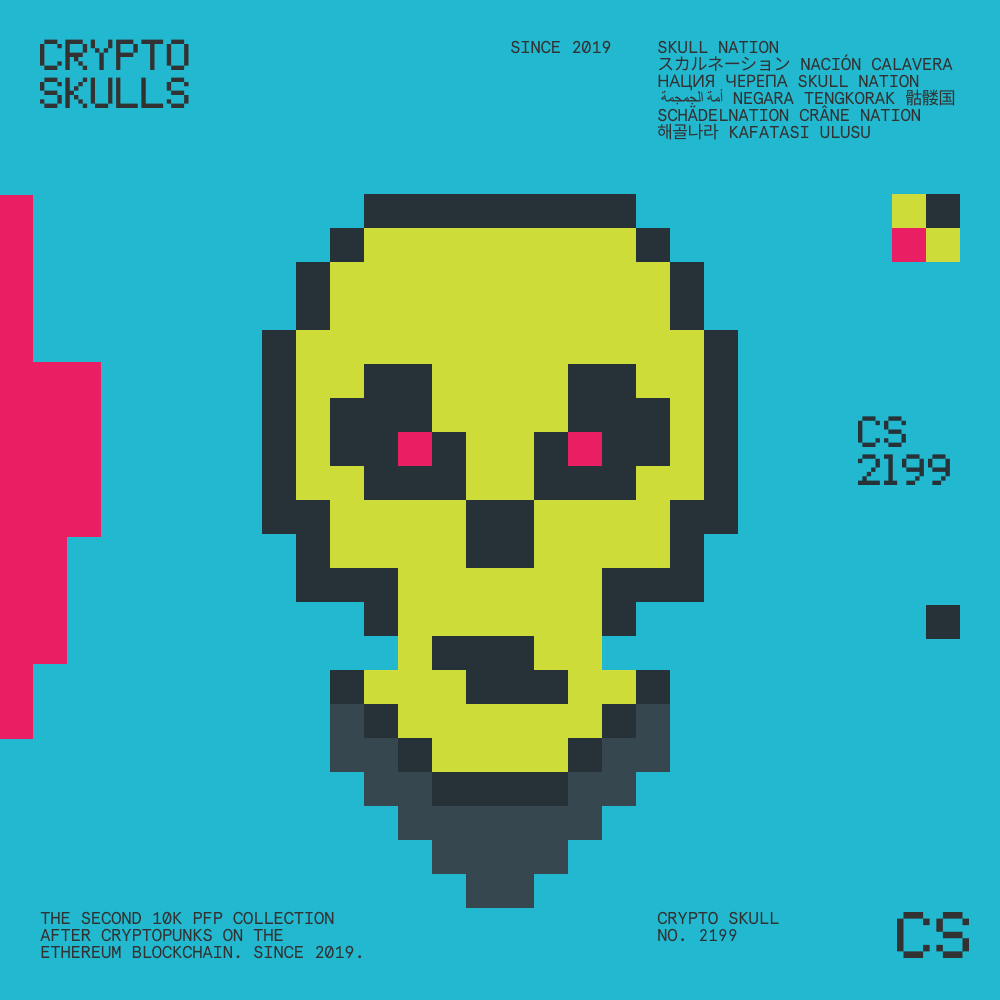 CRYPTO
SKULLS
SINCE 2019
SKULL NATION
スカルネーション NACIÓN CALAVERA
НАЦИЯ ЧЕРЕПА SKULL NATION
أمة الجمجمة NEGARA TENGKORAK 骷髅国
SCHÄDELNATION CRÂNE NATION
해골나라 KAFATASI ULUSU
CS
2199
THE SECOND 10K PFP COLLECTION
AFTER CRYPTOPUNKS ON THE
ETHEREUM BLOCKCHAIN. SINCE 2019.
CRYPTO SKULL
NO. 2199
CS